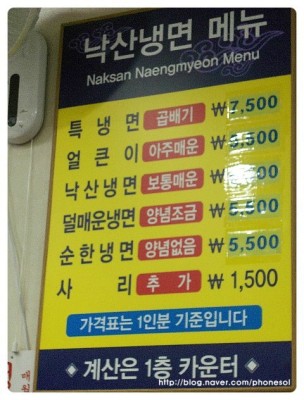 낙산냉면 메뉴
Naksan Naengmyeon Menu
특냉면 곱배기 ₩7,500
얼큰이 아주매운 ₩
낙산냉면 보통매운 ₩
덜매운냉면 양념조금 ₩5,500
순한냉면 양념없음 ₩5,500
사리 추가 ₩1,500
가격표는 1인분 기준입니다
◆ 계산은 1층 카운터 ◆
http://blog.naver.com/phonesol